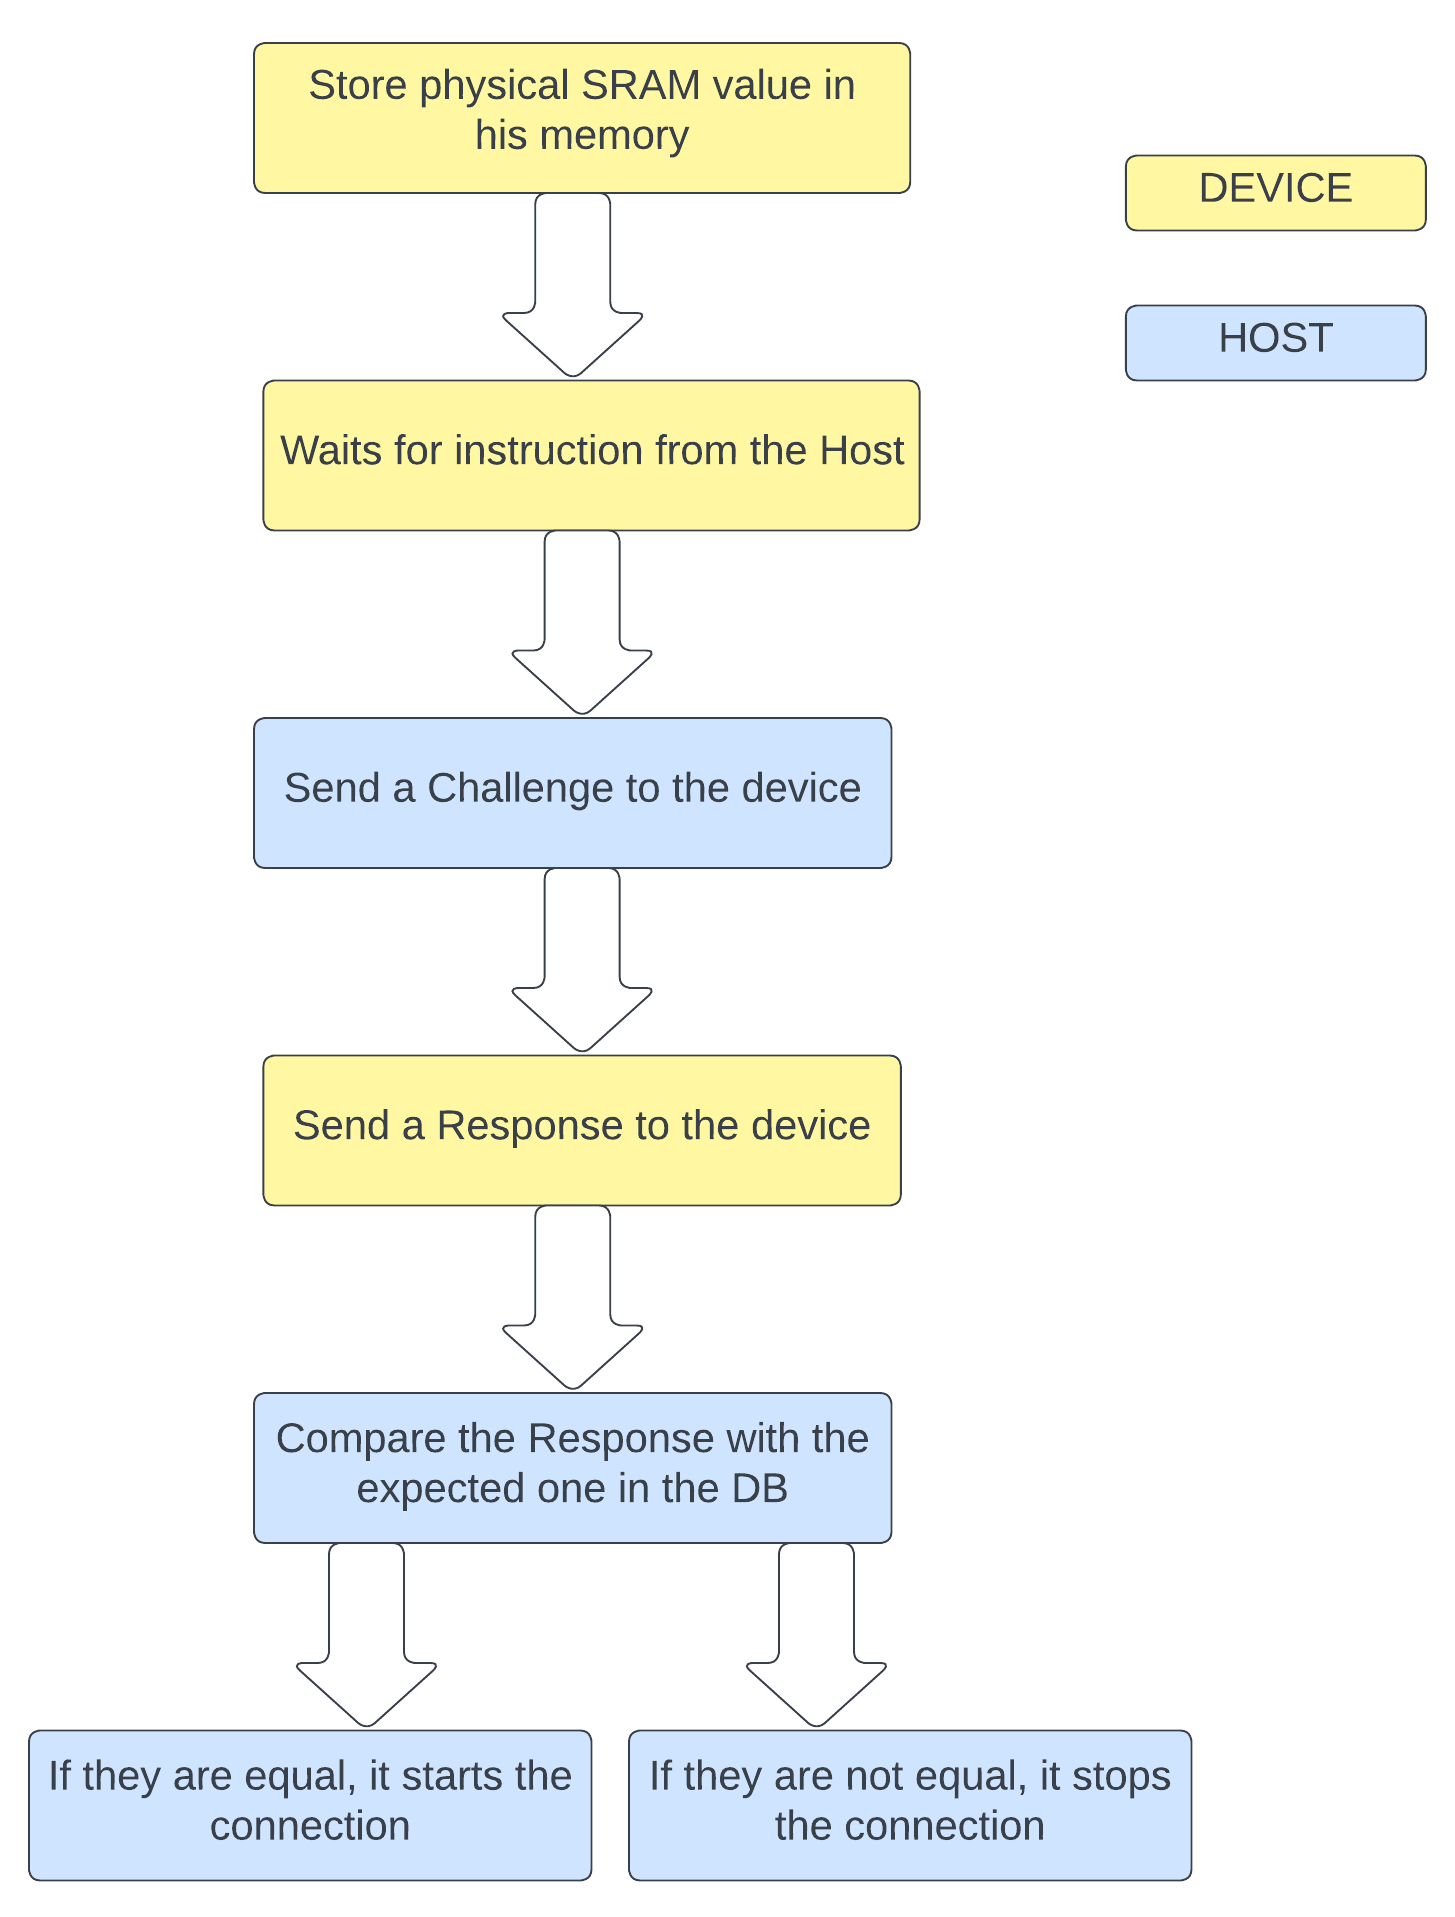 Store physical SRAM value in
his memory
DEVICE
HOST
Waits for instruction from the Host
Send a Challenge to the device
Send a Response to the device
Compare the Response with the
expected one in the DB
If they are equal, it starts the
connection
If they are not equal, it stops
the connection